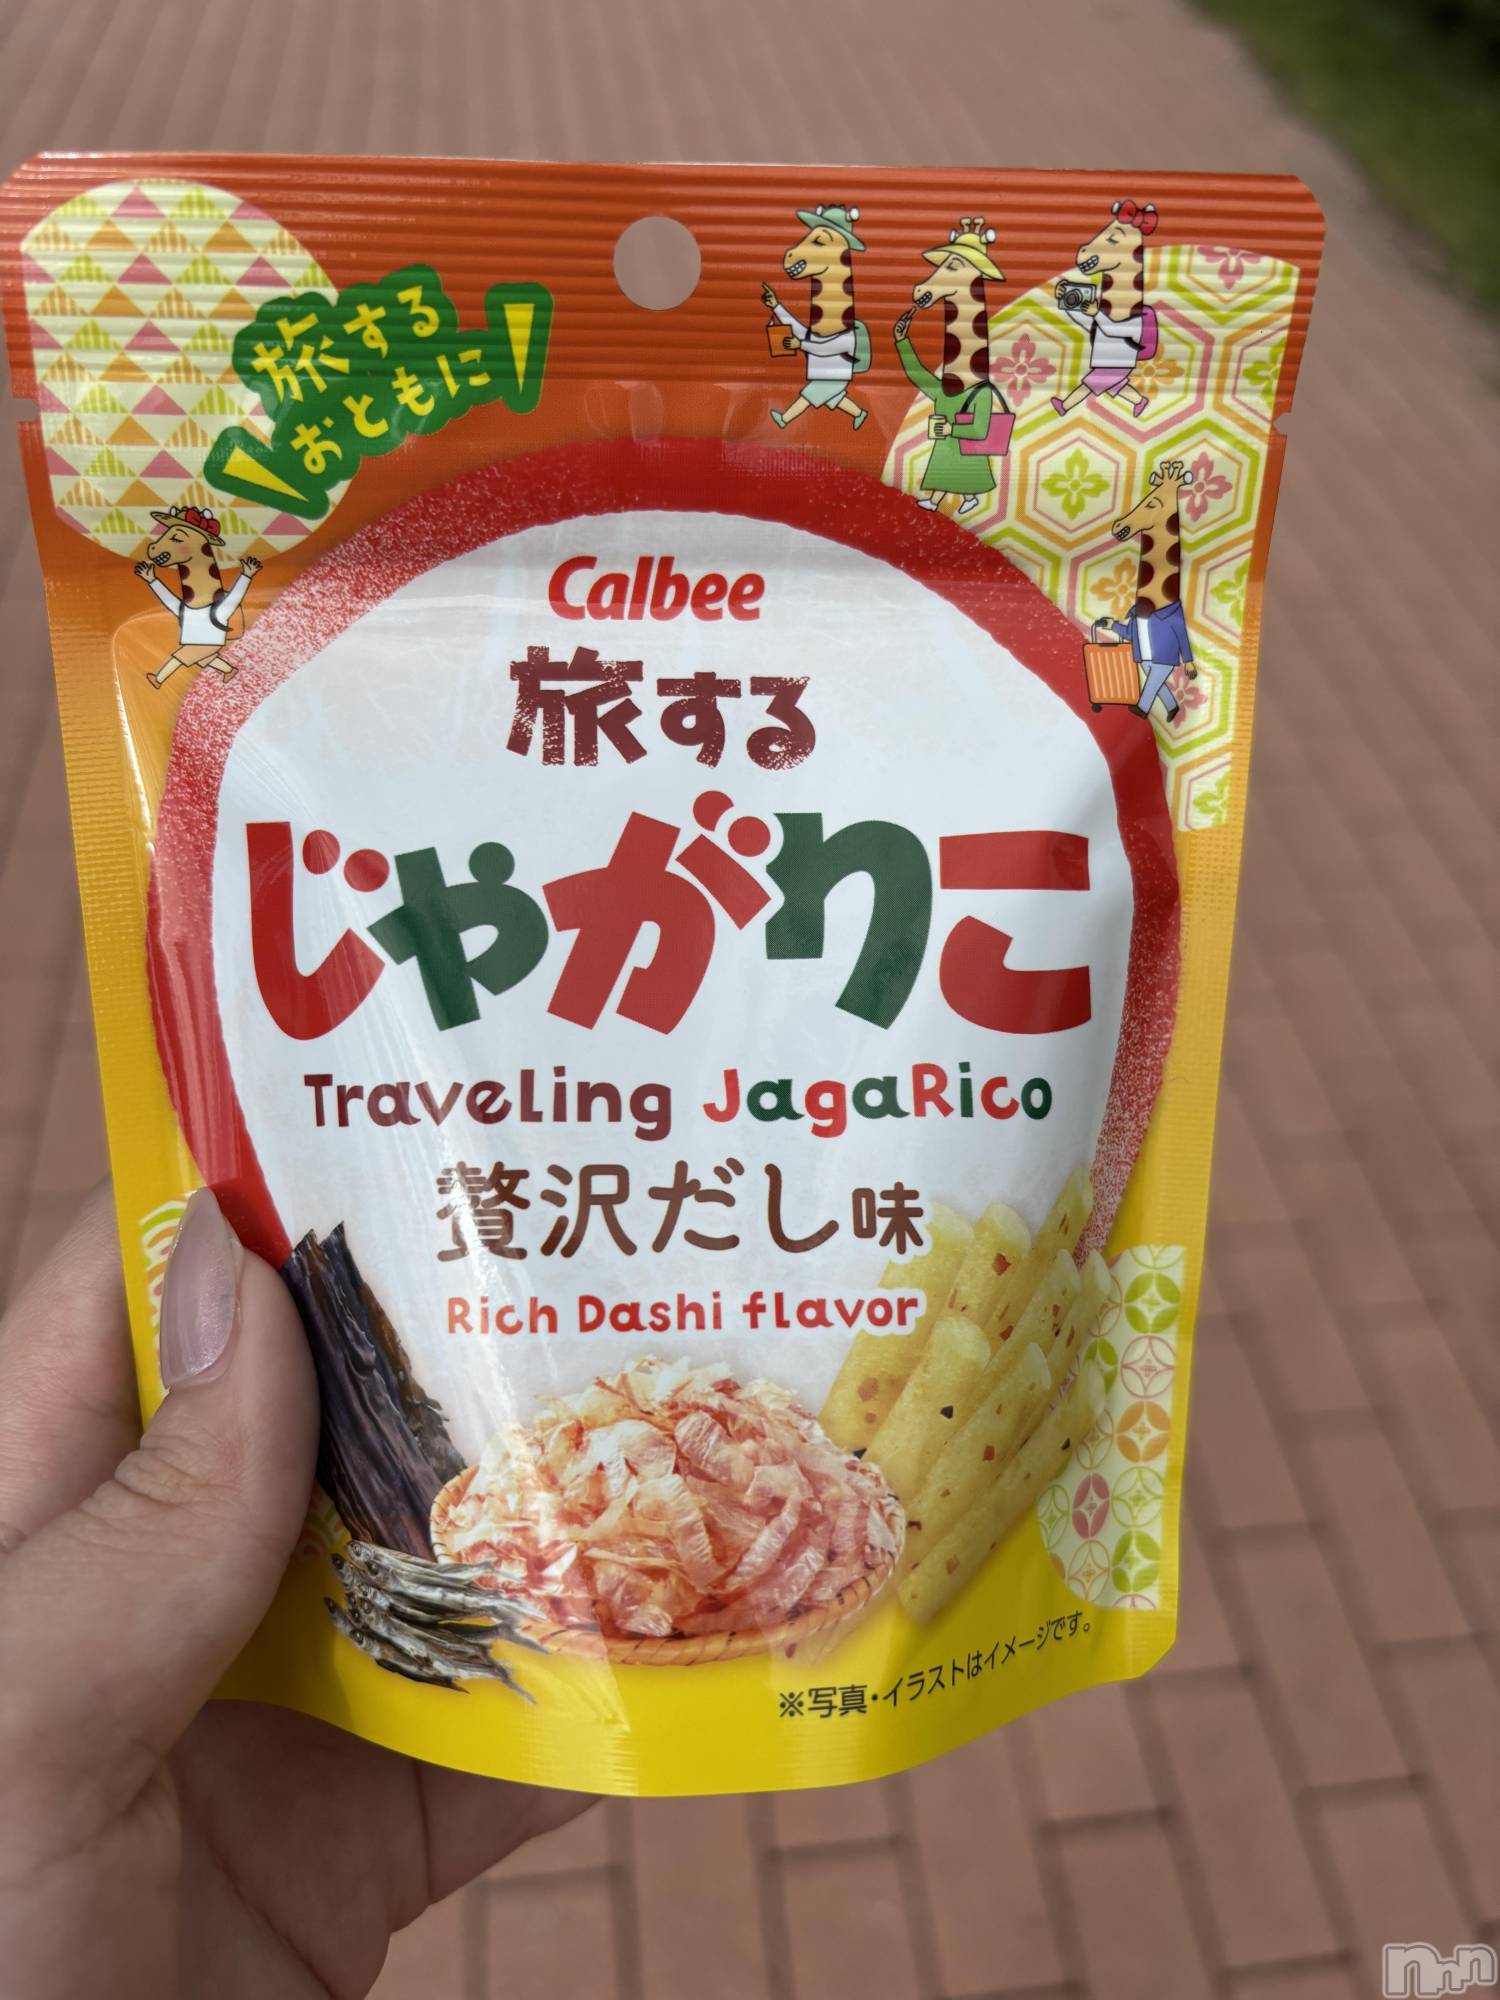 旅する
おともに
Calbee
旅する
じゃがりこ
Traveling JagaRico
贅沢だし味
Rich Dashi flavor
※写真・イラストはイメージです。
nnn